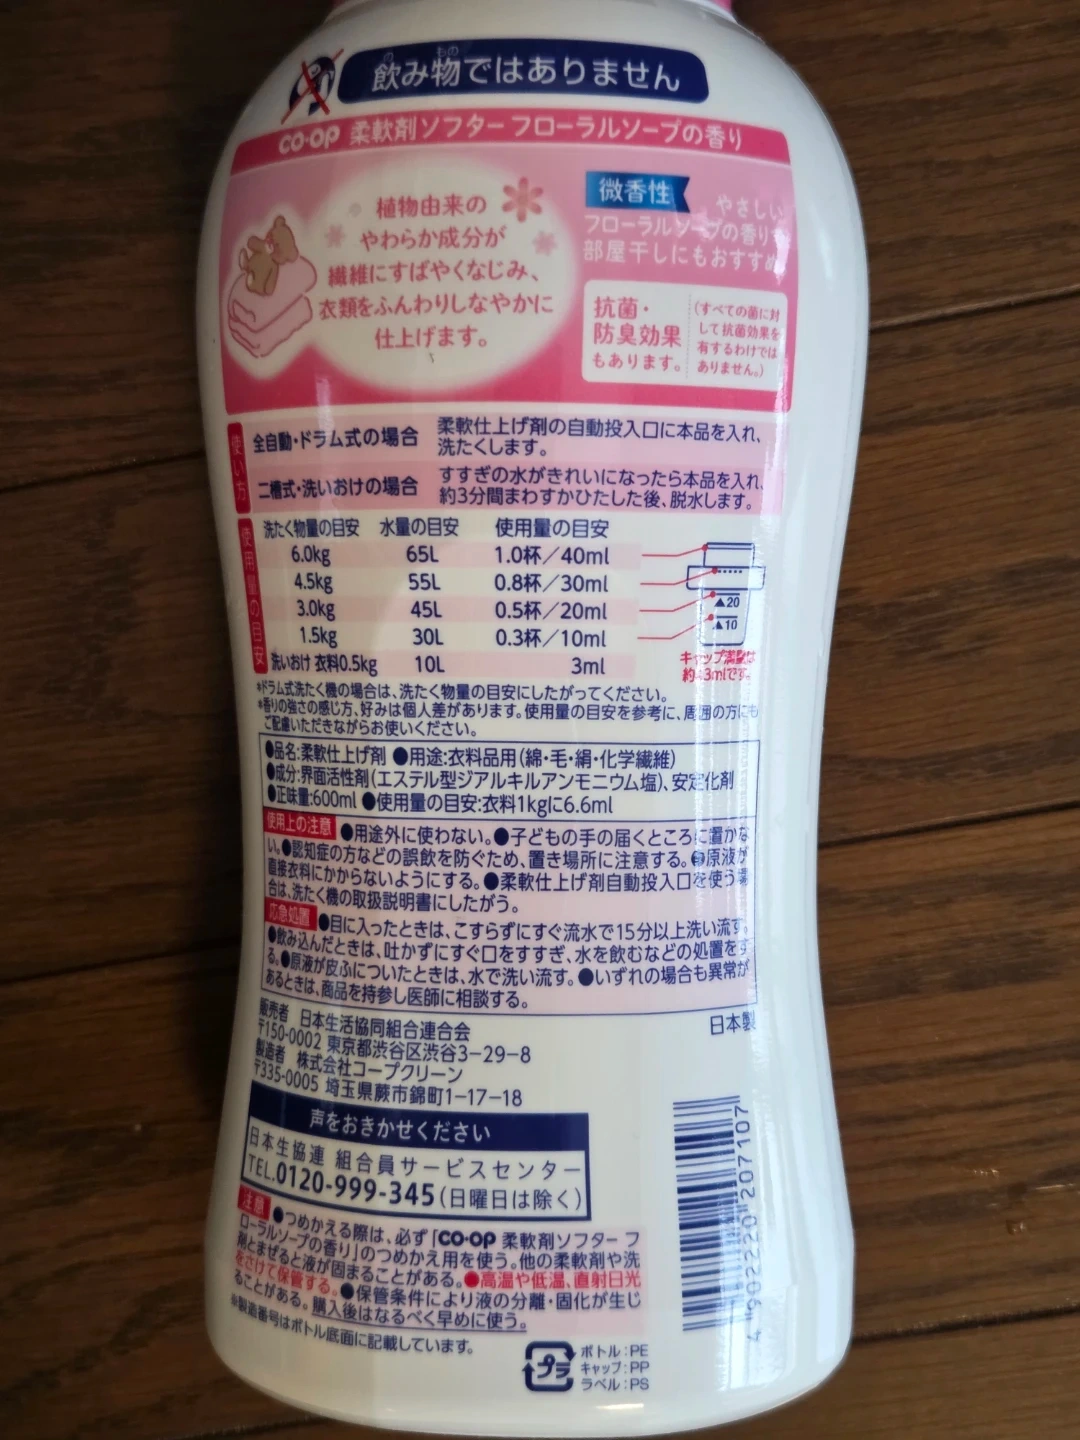 飲み物ではありません
CO・OP 柔軟剤ソフター フローラルソープの香り
植物由来の
やわらか成分が
繊維にすばやくなじみ、
衣類をふんわりしなやかに
仕上げます。
微香性
やさしい
フローラルソープの香り
部屋干しにもおすすめ
抗菌・
防臭効果
もあります。
(すべての菌に対
して抗菌効果を
有するわけでは
ありません。)
使い方
全自動・ドラム式の場合 柔軟仕上げ剤の自動投入口に本品を入れ、
洗たくします。
二槽式・洗いおけの場合 すすぎの水がきれいになったら本品を入れ、
約3分間まわすかひたした後、脱水します。
使用量の目安
洗たく物量の目安 水量の目安 使用量の目安
6.0kg 65L 1.0杯/40ml
4.5kg 55L 0.8杯/30ml
3.0kg 45L 0.5杯/20ml
1.5kg 30L 0.3杯/10ml
洗いおけ 衣料0.5kg 10L 3ml
▲20
▲10
キャップ満量は
約43mlです。
*ドラム式洗たく機の場合は、洗たく物量の目安にしたがってください。
*香りの強さの感じ方、好みは個人差があります。使用量の目安を参考に、周囲の方にも
ご配慮いただきながらお使いください。
●品名:柔軟仕上げ剤 ●用途:衣料品用(綿・毛・絹・化学繊維)
●成分:界面活性剤(エステル型ジアルキルアンモニウム塩)、安定化剤
●正味量:600ml ●使用量の目安:衣料1kgに6.6ml
使用上の注意 ●用途外に使わない。●子どもの手の届くところに置かな
い。●認知症の方などの誤飲を防ぐため、置き場所に注意する。●原液が
直接衣料にかからないようにする。●柔軟仕上げ剤自動投入口を使う場
合は、洗たく機の取扱説明書にしたがう。
応急処置 ●目に入ったときは、こすらずにすぐ流水で15分以上洗い流す。
●飲み込んだときは、吐かずにすぐ口をすすぎ、水を飲むなどの処置をす
る。●原液が皮ふについたときは、水で洗い流す。●いずれの場合も異常が
あるときは、商品を持参し医師に相談する。
販売者 日本生活協同組合連合会
〒150-0002 東京都渋谷区渋谷3-29-8
製造者 株式会社コープクリーン
〒335-0005 埼玉県蕨市錦町1-17-18
日本製
声をおきかせください
日本生協連 組合員サービスセンター
TEL.0120-999-345(日曜日は除く)
注意 ●つめかえる際は、必ず「CO・OP 柔軟剤ソフター フ
ローラルソープの香り」のつめかえ用を使う。他の柔軟剤や洗
剤とまぜると液が固まることがある。●高温や低温、直射日光
をさけて保管する。●保管条件により液の分離・固化が生じ
ることがある。購入後はなるべく早めに使う。
※製造番号はボトル底面に記載しています。
4 902220 207107
プラ
ボトル:PE
キャップ:PP
ラベル:PS